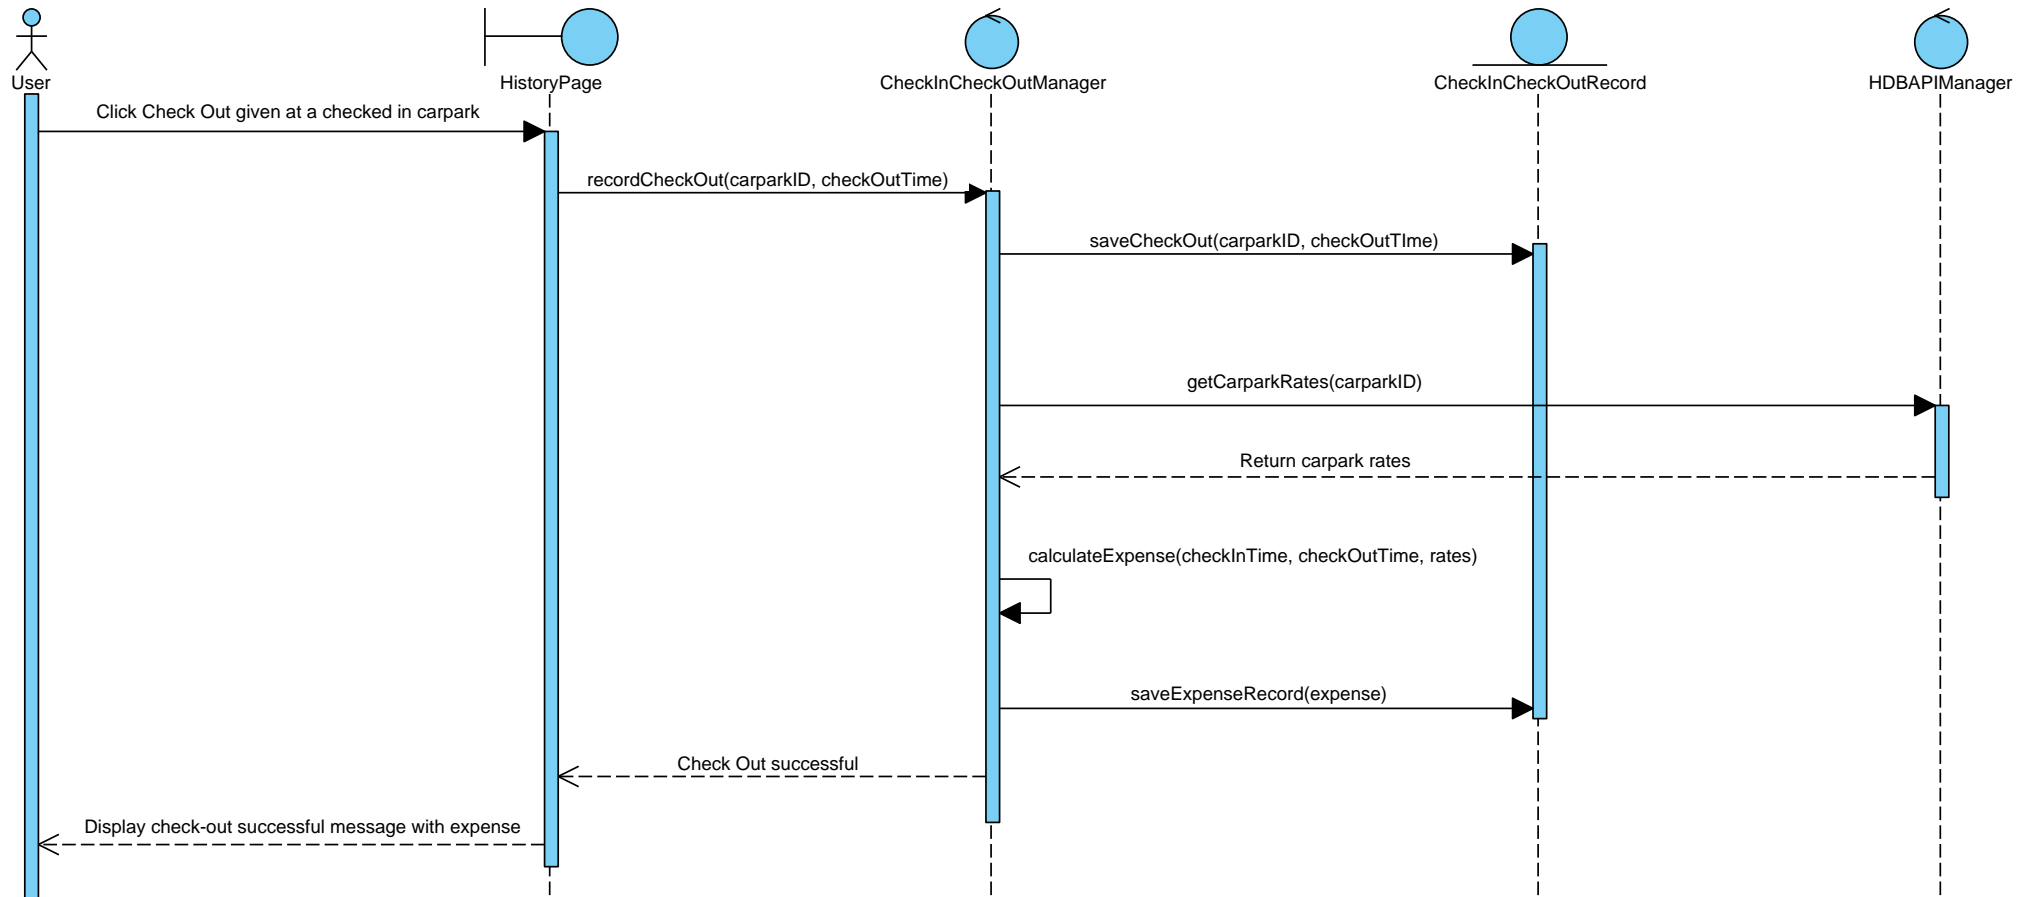 User
HistoryPage
CheckInCheckOutManager
CheckInCheckOutRecord
HDBAPIManager
Click Check Out given at a checked in carpark
recordCheckOut(carparkID, checkOutTime)
saveCheckOut(carparkID, checkOutTIme)
getCarparkRates(carparkID)
Return carpark rates
calculateExpense(checkInTime, checkOutTime, rates)
saveExpenseRecord(expense)
Check Out successful
Display check-out successful message with expense